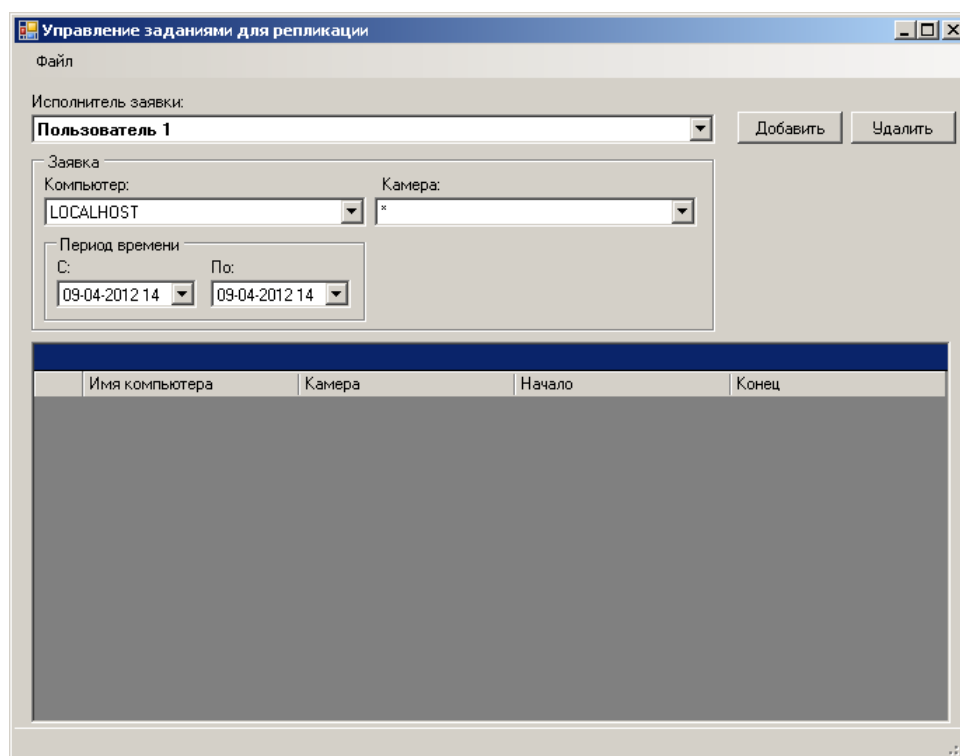 Управление заданиями для репликации
Файл
Исполнитель заявки:
Пользователь 1
Добавить
Удалить
Заявка
Компьютер:
Камера:
LOCALHOST
*
Период времени
С:
По:
09-04-2012 14
09-04-2012 14
Имя компьютера
Камера
Начало
Конец